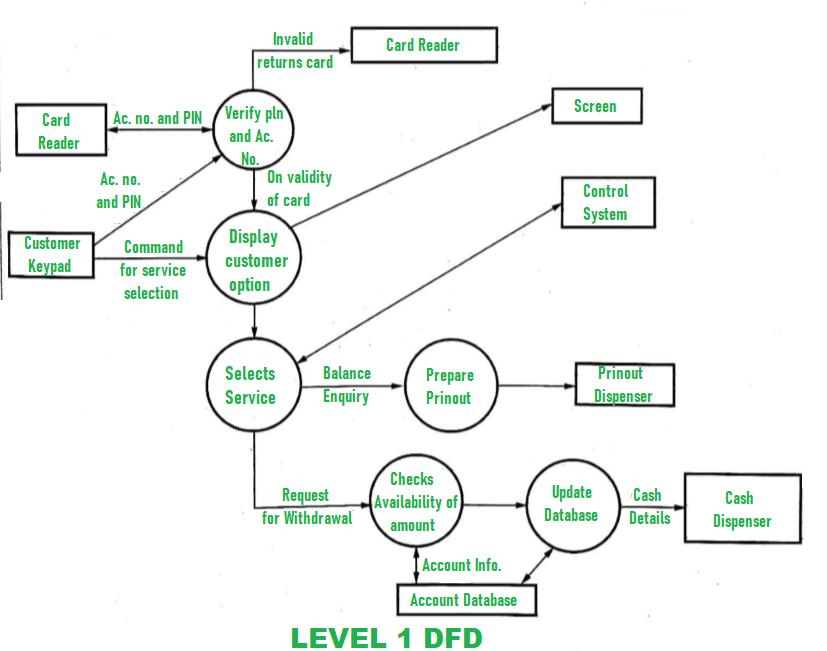 Invalid
returns card
Card Reader
Card
Reader
Ac. no. and PIN
Verify pln
and Ac.
No.
Screen
Ac. no.
and PIN
On validity
of card
Control
System
Customer
Keypad
Command
for service
selection
Display
customer
option
Selects
Service
Balance
Enquiry
Prepare
Prinout
Prinout
Dispenser
Request
for Withdrawal
Checks
Availability of
amount
Update
Database
Cash
Details
Cash
Dispenser
Account Info.
Account Database
LEVEL 1 DFD